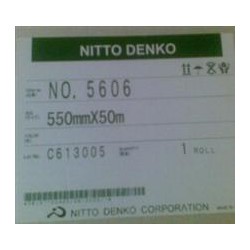 NITTO DENKO
NO. 5606
550mmX50m
C613005
1 ROLL
NITTO DENKO CORPORATION